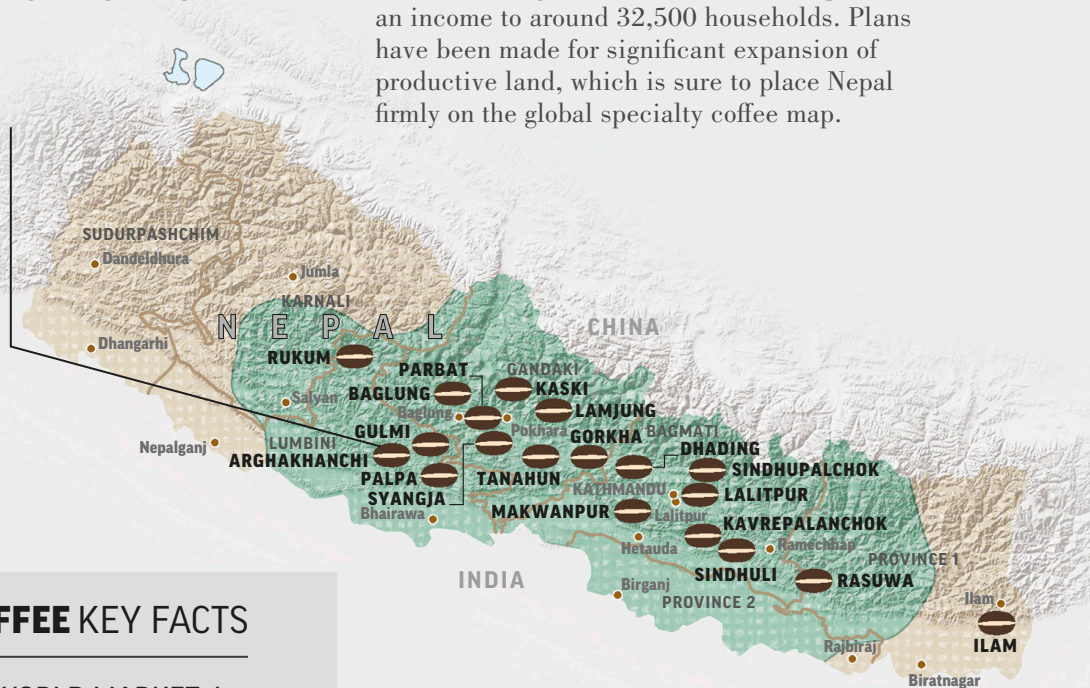 an income to around 32,500 households. Plans
have been made for significant expansion of
productive land, which is sure to place Nepal
firmly on the global specialty coffee map.
SUDURPASHCHIM
Dandeldhura
Jumla
KARNALI
NEPAL
CHINA
Dhangarhi
RUKUM
PARBAT
GANDAKI
BAGLUNG
KASKI
Salyan
Baglung
LAMJUNG
Pokhara
GULMI
GORKHA
BAGMATI
Nepalganj
LUMBINI
DHADING
ARGHAKHANCHI
SINDHUPALCHOK
PALPA
TANAHUN
KATHMANDU
LALITPUR
SYANGJA
Bhairawa
MAKWANPUR
Lalitpur
KAVREPALANCHOK
Hetauda
Ramechhap
PROVINCE 1
INDIA
SINDHULI
RASUWA
Birganj
PROVINCE 2
Ilam
ILAM
Rajbiraj
Biratnagar
FFEE KEY FACTS